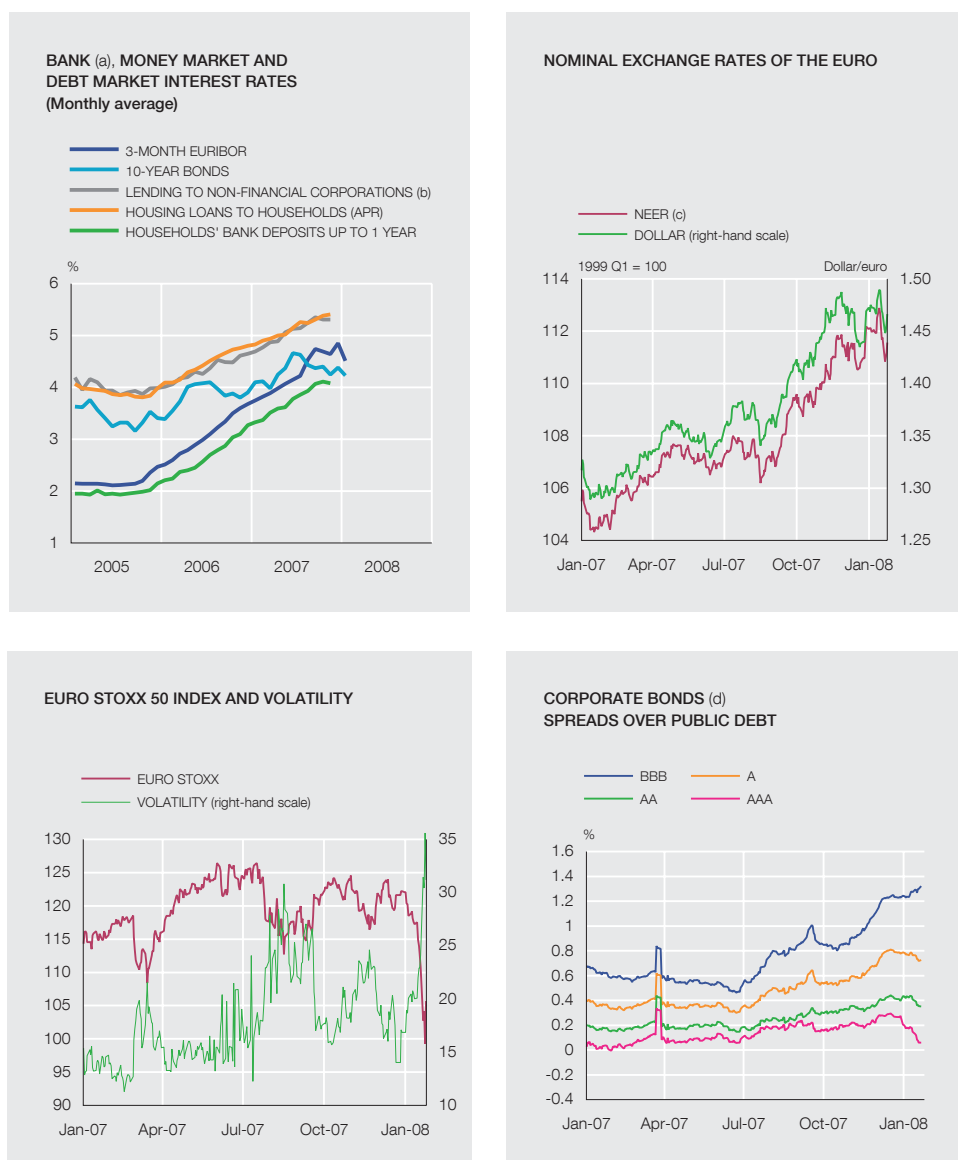 BANK (a), MONEY MARKET AND
DEBT MARKET INTEREST RATES
(Monthly average)
3-MONTH EURIBOR
10-YEAR BONDS
LENDING TO NON-FINANCIAL CORPORATIONS (b)
HOUSING LOANS TO HOUSEHOLDS (APR)
HOUSEHOLDS' BANK DEPOSITS UP TO 1 YEAR
%
6
5
4
3
2
1
2005 2006 2007 2008
NOMINAL EXCHANGE RATES OF THE EURO
NEER (c)
DOLLAR (right-hand scale)
1999 Q1 = 100 Dollar/euro
114 1.50
112 1.45
110 1.40
108 1.35
106 1.30
104 1.25
Jan-07 Apr-07 Jul-07 Oct-07 Jan-08
EURO STOXX 50 INDEX AND VOLATILITY
EURO STOXX
VOLATILITY (right-hand scale)
130 35
125
120 30
115 25
110
105 20
100 15
95
90 10
Jan-07 Apr-07 Jul-07 Oct-07 Jan-08
CORPORATE BONDS (d)
SPREADS OVER PUBLIC DEBT
BBB A
AA AAA
%
1.6
1.4
1.2
1
0.8
0.6
0.4
0.2
0
-0.2
-0.4
Jan-07 Apr-07 Jul-07 Oct-07 Jan-08